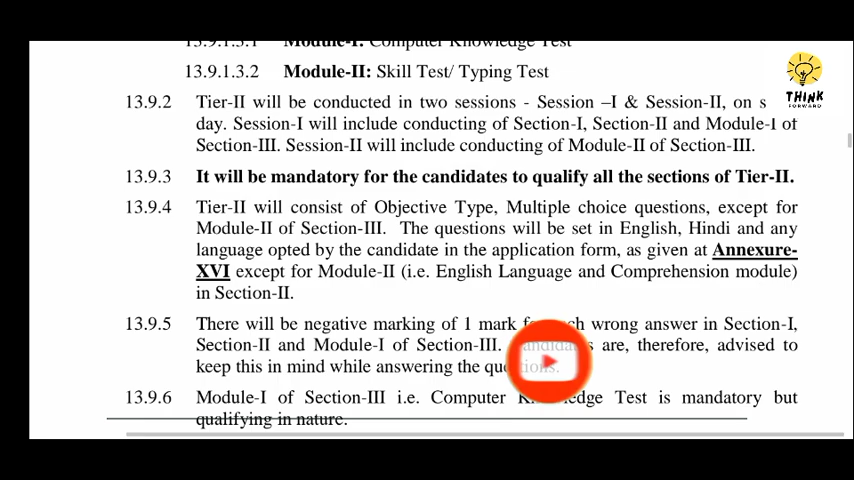 13.9.1.3.1 Module-I: Computer Knowledge Test
13.9.1.3.2 Module-II: Skill Test/ Typing Test
THINK
FORWARD
13.9.2 Tier-II will be conducted in two sessions - Session –I & Session-II, on s
day. Session-I will include conducting of Section-I, Section-II and Module-I of
Section-III. Session-II will include conducting of Module-II of Section-III.
13.9.3 It will be mandatory for the candidates to qualify all the sections of Tier-II.
13.9.4 Tier-II will consist of Objective Type, Multiple choice questions, except for
Module-II of Section-III. The questions will be set in English, Hindi and any
language opted by the candidate in the application form, as given at Annexure-
XVI except for Module-II (i.e. English Language and Comprehension module)
in Section-II.
13.9.5 There will be negative marking of 1 mark for each wrong answer in Section-I,
Section-II and Module-I of Section-III. Candidates are, therefore, advised to
keep this in mind while answering the questions.
13.9.6 Module-I of Section-III i.e. Computer Knowledge Test is mandatory but
qualifying in nature.